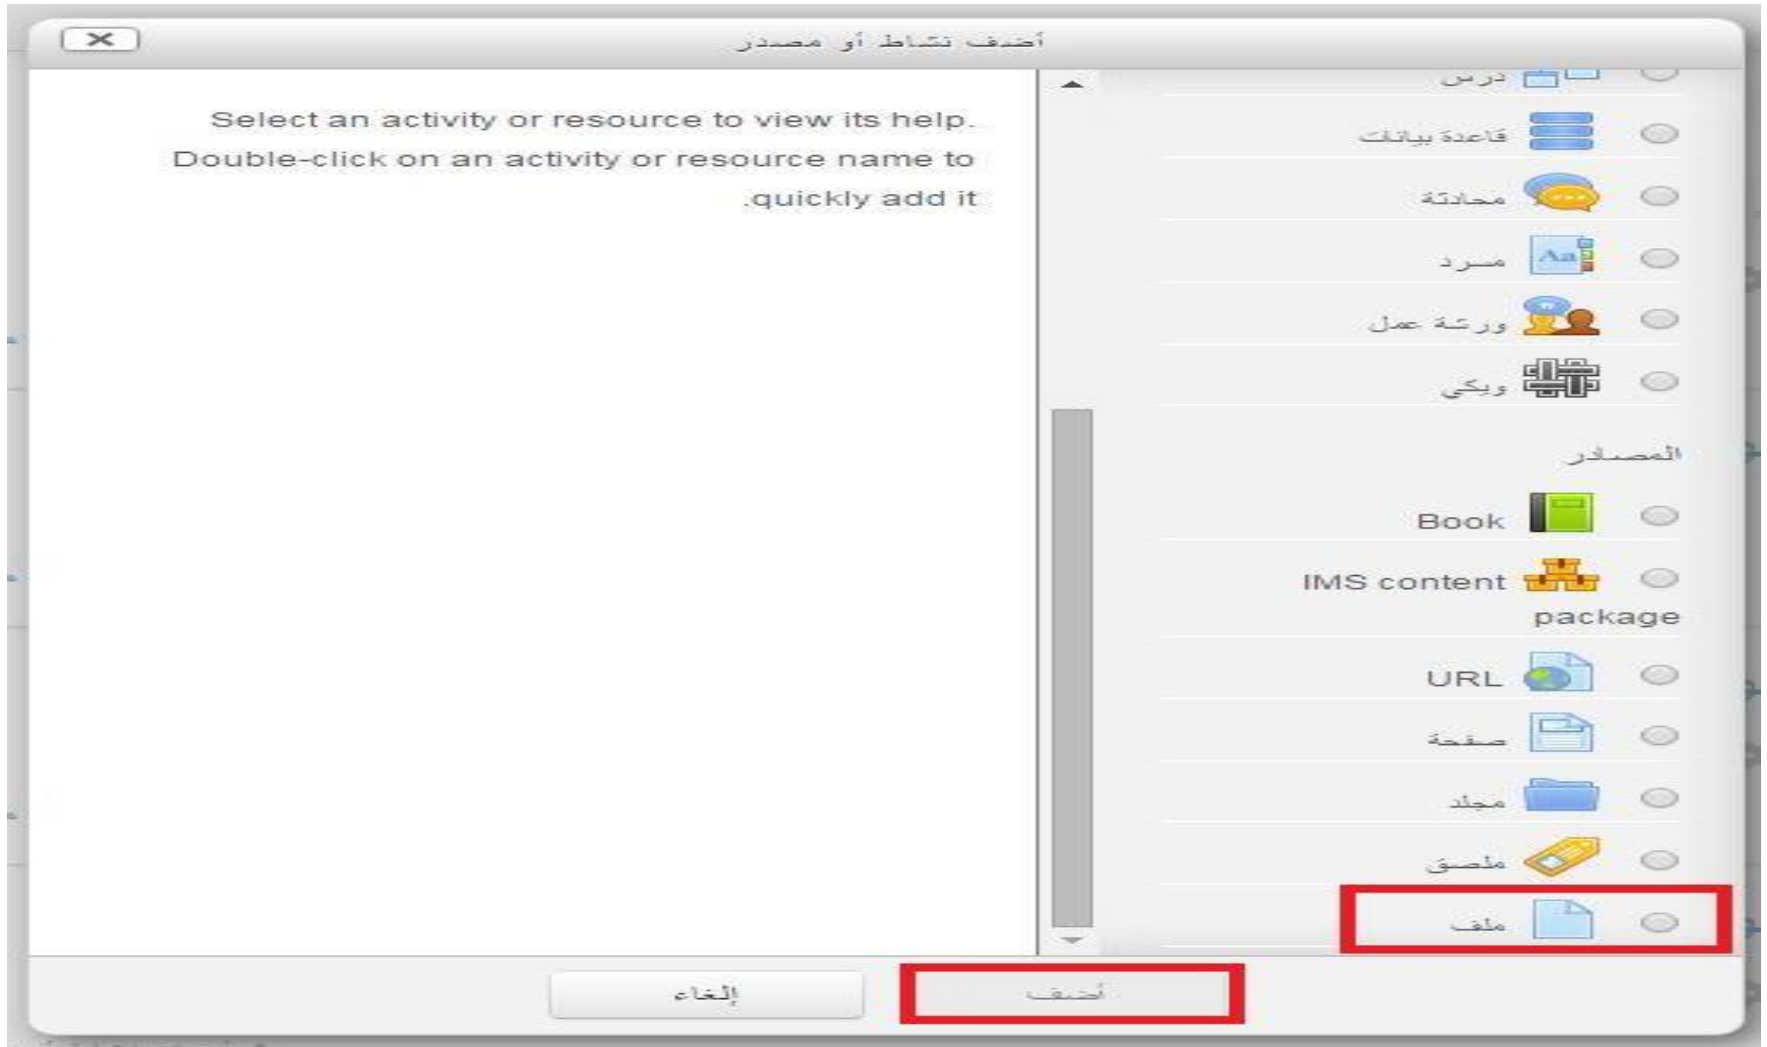 أضف نشاط أو مصدر
درس
قاعدة بيانات
محادثة
مسرد
ورشة عمل
ويكي
المصادر
Book
IMS content
package
URL
صفحة
مجلد
ملصق
ملف
Select an activity or resource to view its help.
Double-click on an activity or resource name to
.quickly add it
أضف
إلغاء